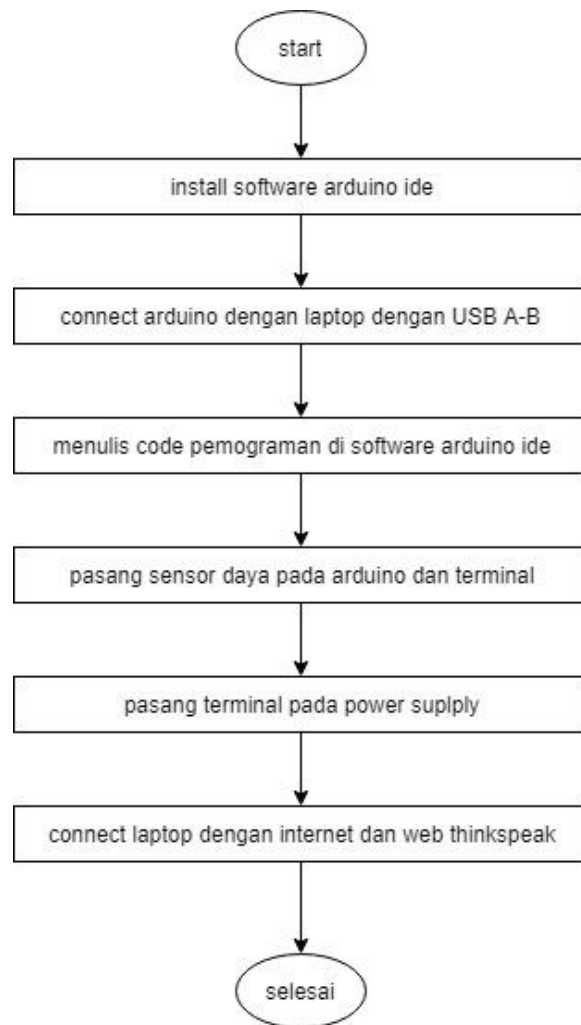 start
install software arduino ide
connect arduino dengan laptop dengan USB A-B
menulis code pemograman di software arduino ide
pasang sensor daya pada arduino dan terminal
pasang terminal pada power suplply
connect laptop dengan internet dan web thinkspeak
selesai